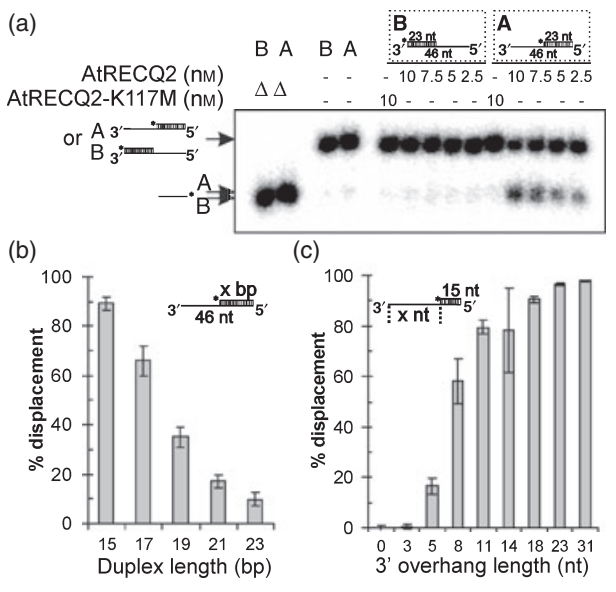 (a)
B A B A B A
3′ * 23 nt 46 nt 5′ 3′ * 23 nt 46 nt 5′
AtRECQ2 (nM) - - 10 7.5 5 2.5 - 10 7.5 5 2.5
Δ Δ
AtRECQ2-K117M (nM) - - 10 - - - - 10 - - - -
or A 3′ * 5′
B 3′ * 5′
A
* B
(b)
% displacement
100
80
60
40
20
0
* x bp
3′ 46 nt 5′
15 17 19 21 23
Duplex length (bp)
(c)
% displacement
100
80
60
40
20
0
* 15 nt
3′ x nt 5′
0 3 5 8 11 14 18 23 31
3' overhang length (nt)